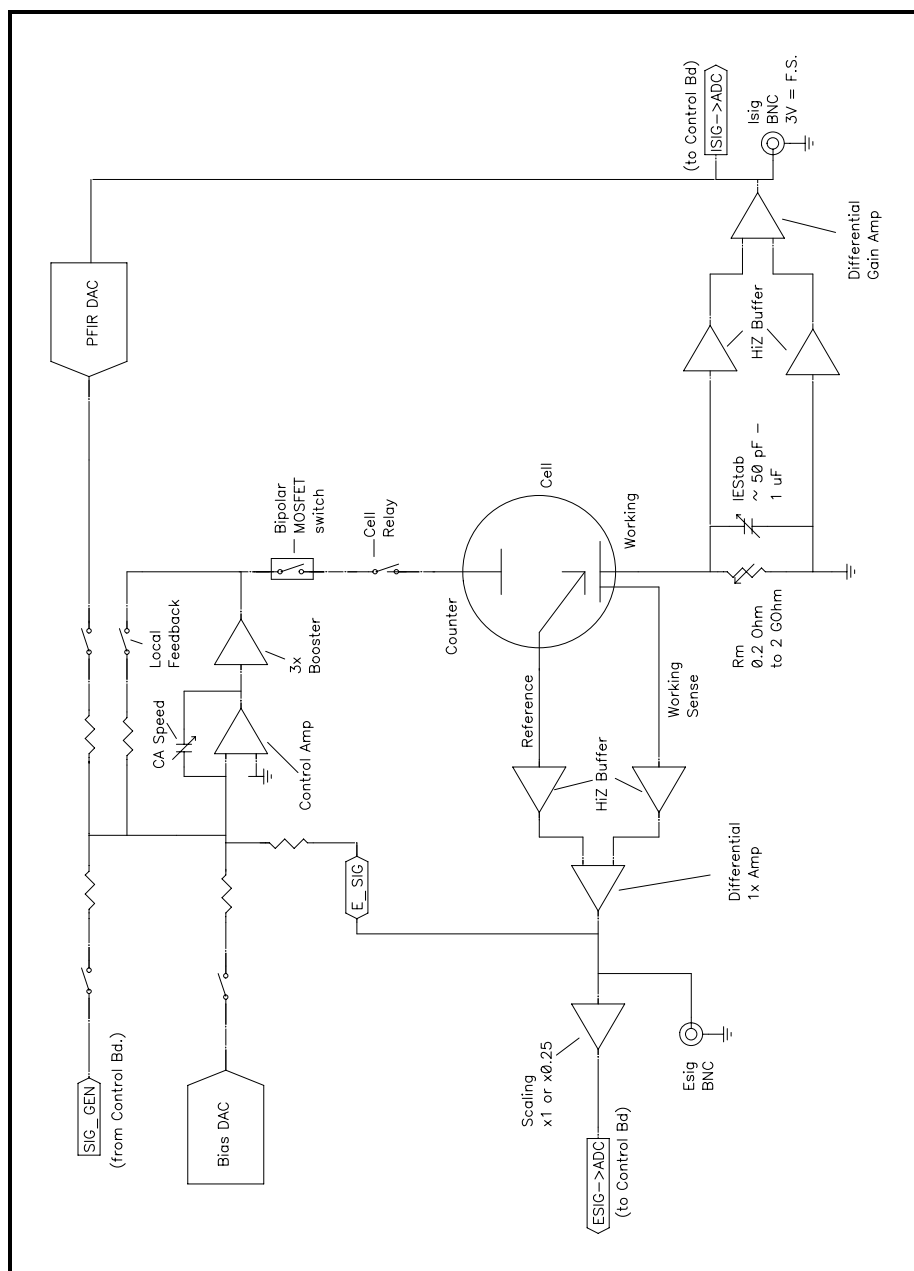 SIG_GEN
(from Control Bd.)
Bias DAC
PFIR DAC
Local
Feedback
CA Speed
Control Amp
3x
Booster
Bipolar
MOSFET
switch
Cell
Relay
E_SIG
Counter
Cell
Reference
Working
Working
Sense
HiZ Buffer
Differential
1x Amp
Scaling
x1 or x0.25
ESIG->ADC
(to Control Bd)
Esig
BNC
Rm
0.2 Ohm
to 2 GOhm
IEStab
~ 50 pF -
1 uF
HiZ Buffer
Differential
Gain Amp
(to Control Bd)
ISIG->ADC
Isig
BNC
3V = F.S.